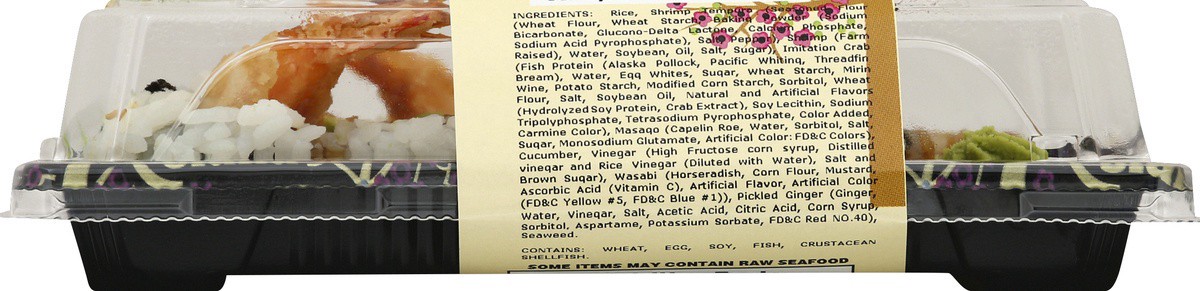 INGREDIENTS: Rice, Shrimp Tempura (Seasoned Flour
(Wheat Flour, Wheat Starch, Baking Powder (Sodium
Bicarbonate, Glucono-Delta Lactone, Calcium Phosphate,
Sodium Acid Pyrophosphate), Salt, Pepper), Shrimp (Farm
Raised), Water, Soybean, Oil, Salt, Sugar), Imitation Crab
(Fish Protein (Alaska Pollock, Pacific Whiting, Threadfin
Bream), Water, Egg Whites, Sugar, Wheat Starch, Mirin
Wine, Potato Starch, Modified Corn Starch, Sorbitol, Wheat
Flour, Salt, Soybean Oil, Natural and Artificial Flavors
(Hydrolyzed Soy Protein, Crab Extract), Soy Lecithin, Sodium
Tripolyphosphate, Tetrasodium Pyrophosphate, Color Added,
Carmine Color), Masago (Capelin Roe, Water, Sorbitol, Salt,
Sugar, Monosodium Glutamate, Artificial Color: FD&C Colors),
Cucumber, Vinegar (High Fructose corn syrup, Distilled
vinegar and Rice Vinegar (Diluted with Water), Salt and
Brown Sugar), Wasabi (Horseradish, Corn Flour, Mustard,
Ascorbic Acid (Vitamin C), Artificial Flavor, Artificial Color
(FD&C Yellow #5, FD&C Blue #1)), Pickled Ginger (Ginger,
Water, Vinegar, Salt, Acetic Acid, Citric Acid, Corn Syrup,
Sorbitol, Aspartame, Potassium Sorbate, FD&C Red NO.40),
Seaweed.
CONTAINS: WHEAT, EGG, SOY, FISH, CRUSTACEAN
SHELLFISH.
SOME ITEMS MAY CONTAIN RAW SEAFOOD